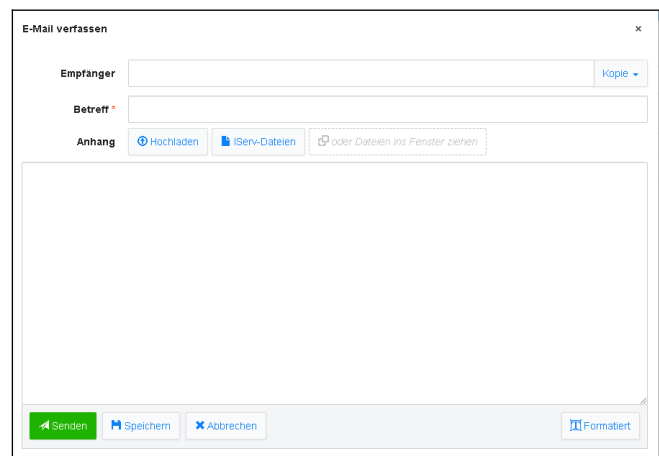 E-Mail verfassen ×
Empfänger Kopie
Betreff *
Anhang Hochladen IServ-Dateien oder Dateien ins Fenster ziehen
Senden Speichern Abbrechen Formatiert